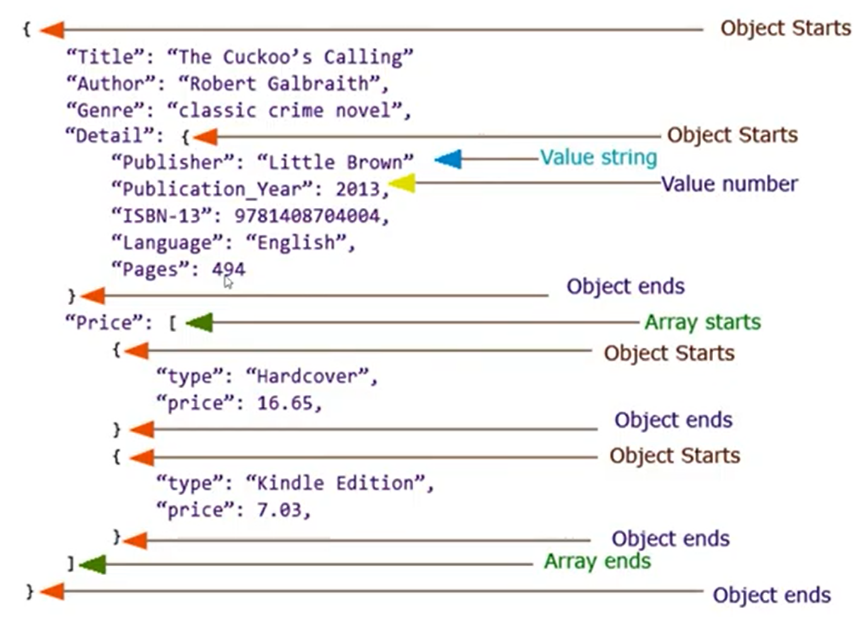 { Object Starts
“Title”: “The Cuckoo’s Calling”
“Author”: “Robert Galbraith”,
“Genre”: “classic crime novel”,
“Detail”: { Object Starts
“Publisher”: “Little Brown” Value string
“Publication_Year”: 2013, Value number
“ISBN-13”: 9781408704004,
“Language”: “English”,
“Pages”: 494
} Object ends
“Price”: [ Array starts
{ Object Starts
“type”: “Hardcover”,
“price”: 16.65,
} Object ends
{ Object Starts
“type”: “Kindle Edition”,
“price”: 7.03,
} Object ends
] Array ends
} Object ends